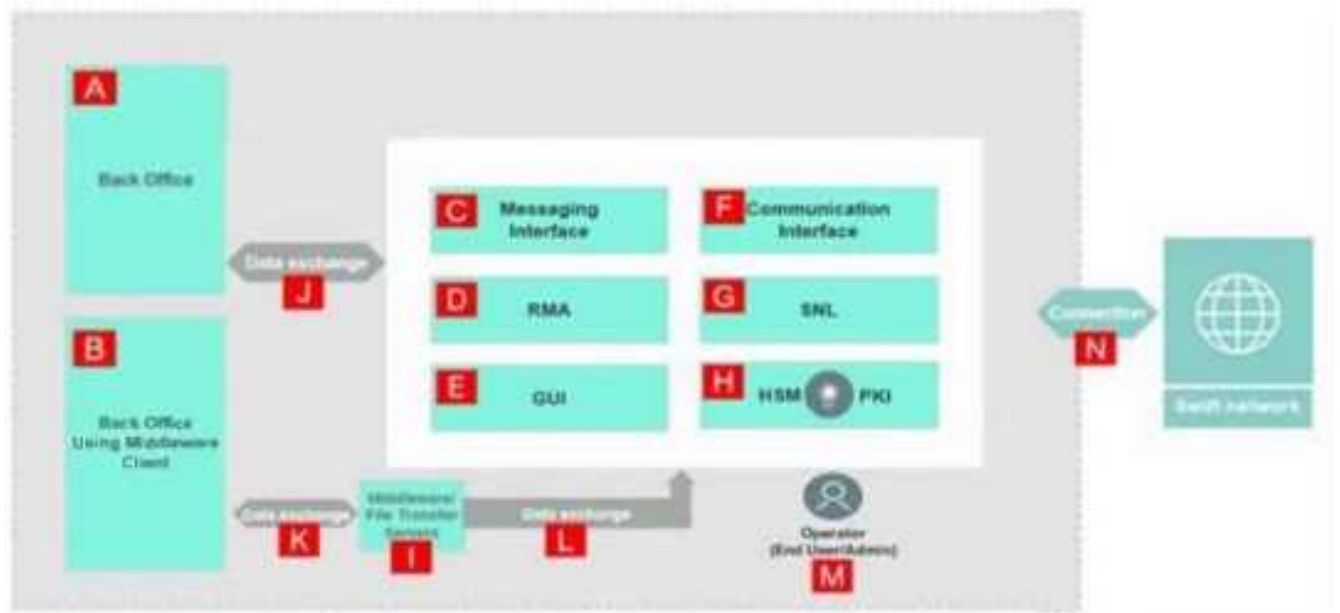 A
Back Office
C
Messaging
Interface
F
Communication
Interface
Data exchange
J
D
RMA
G
SNL
Connection
N
B
E
GUI
H
HSM
PKI
Swift network
Back Office
Using Middleware
Client
Data exchange
K
Middleware/
File Transfer
Servers
I
Data exchange
L
Operator
(End User/Admin)
M